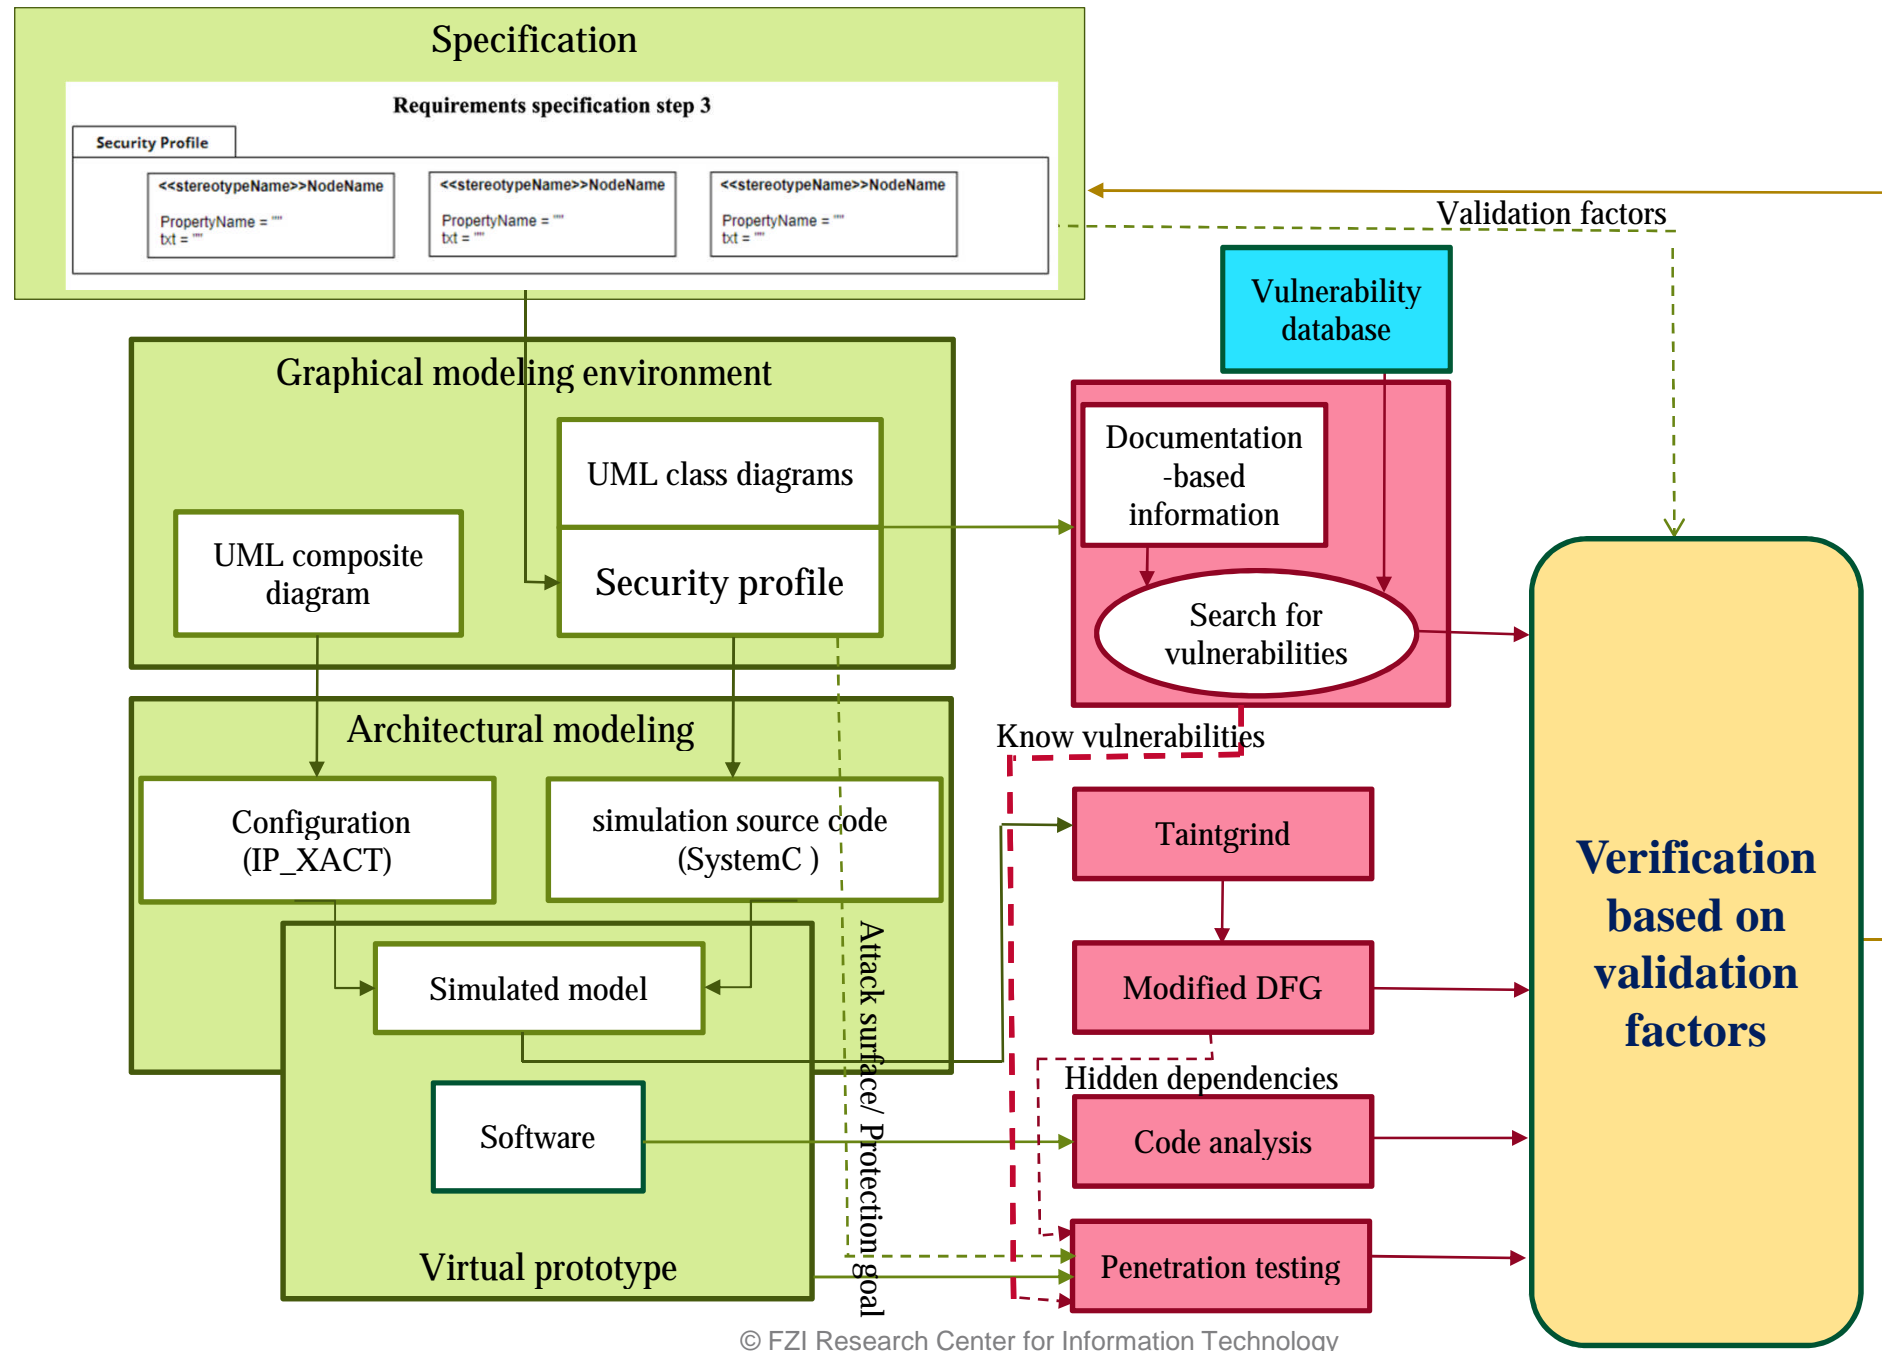 Specification
Requirements specification step 3
Security Profile
<<stereotypeName>>NodeName
PropertyName = ""
txt = ""
<<stereotypeName>>NodeName
PropertyName = ""
txt = ""
<<stereotypeName>>NodeName
PropertyName = ""
txt = ""
Validation factors
Vulnerability
database
Graphical modeling environment
UML class diagrams
Security profile
UML composite
diagram
Documentation
-based
information
Search for
vulnerabilities
Know vulnerabilities
Architectural modeling
Configuration
(IP_XACT)
simulation source code
(SystemC )
Simulated model
Software
Virtual prototype
Attack surface/ Protection goal
Taintgrind
Modified DFG
Hidden dependencies
Code analysis
Penetration testing
Verification
based on
validation
factors
© FZI Research Center for Information Technology